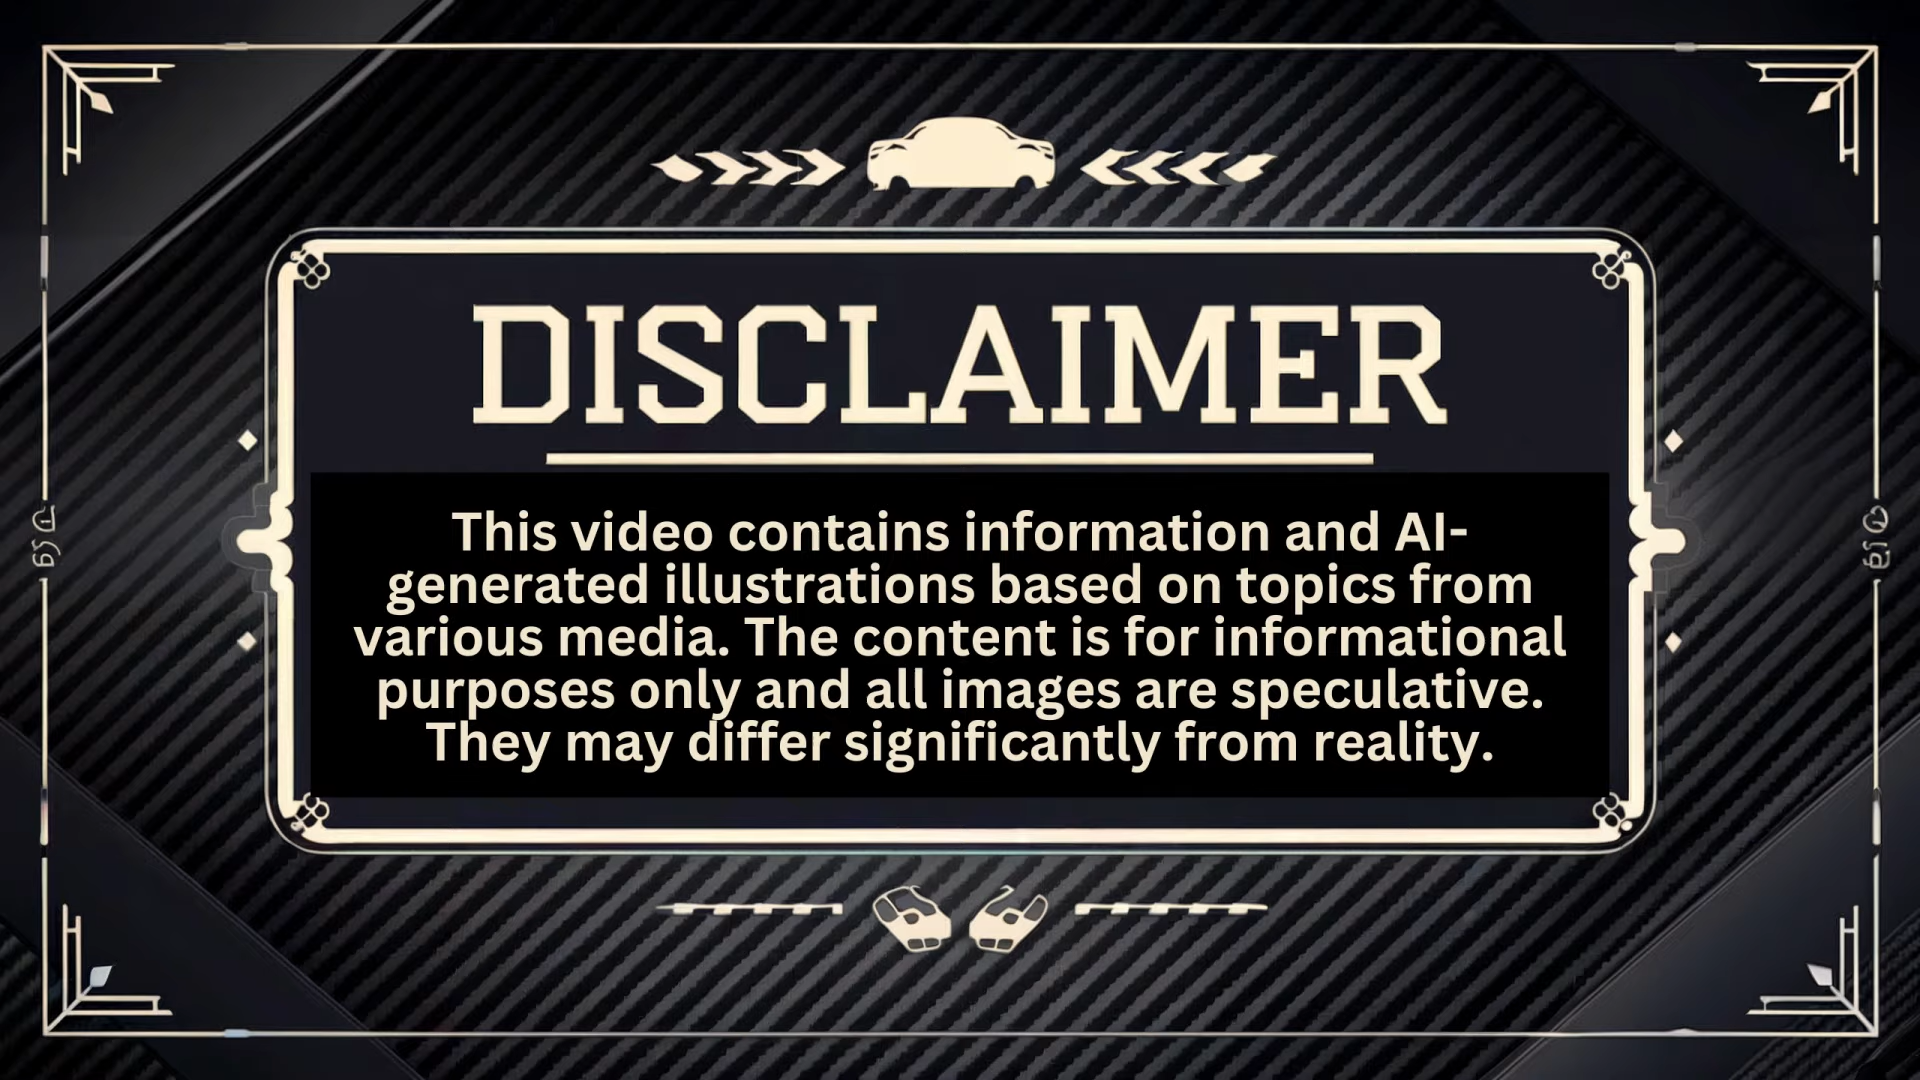 DISCLAIMER
This video contains information and AI-
generated illustrations based on topics from
various media. The content is for informational
purposes only and all images are speculative.
They may differ significantly from reality.